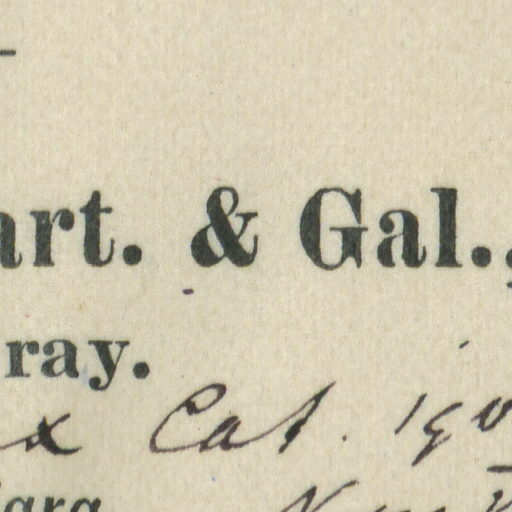 art. & Gal.,
ray.
x Cat. 190